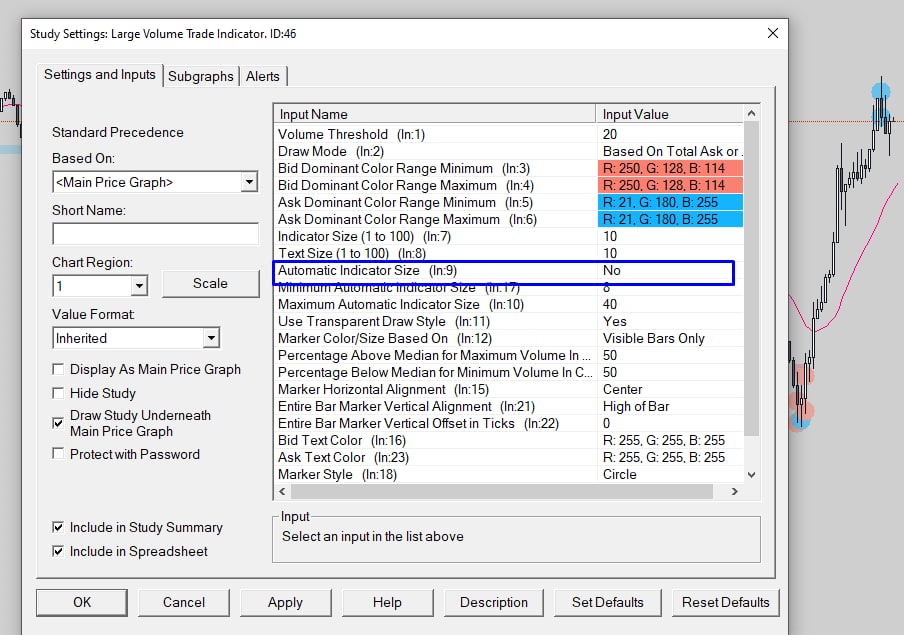 Study Settings: Large Volume Trade Indicator, ID:46
Settings and Inputs
Subgraphs
Alerts
Standard Precedence
Based On:
<Main Price Graph>
Short Name:
Chart Region:
1
Scale
Value Format:
Inherited
Display As Main Price Graph
Hide Study
Draw Study Underneath
Main Price Graph
Protect with Password
Include in Study Summary
Include in Spreadsheet
Input Name Input Value
Volume Threshold (In:1) 20
Draw Mode (In:2) Based On Total Ask or .
Bid Dominant Color Range Minimum (In:3) R: 250, G: 128, B: 114
Bid Dominant Color Range Maximum (In:4) R: 250, G: 128, B: 114
Ask Dominant Color Range Minimum (In:5) R: 21, G: 180, B: 255
Ask Dominant Color Range Maximum (In:6) R: 21, G: 180, B: 255
Indicator Size (1 to 100) (In:7) 10
Text Size (1 to 100) (In:8) 10
Automatic Indicator Size (In:9) No
Minimum Automatic Indicator Size (In:17) 8
Maximum Automatic Indicator Size (In:10) 40
Use Transparent Draw Style (In:11) Yes
Marker Color/Size Based On (In:12) Visible Bars Only
Percentage Above Median for Maximum Volume In ... 50
Percentage Below Median for Minimum Volume In C... 50
Marker Horizontal Alignment (In:15) Center
Entire Bar Marker Vertical Alignment (In:21) High of Bar
Entire Bar Marker Vertical Offset in Ticks (In:22) 0
Bid Text Color (In:16) R: 255, G: 255, B: 255
Ask Text Color (In:23) R: 255, G: 255, B: 255
Marker Style (In:18) Circle
Input
Select an input in the list above
OK
Cancel
Apply
Help
Description
Set Defaults
Reset Defaults